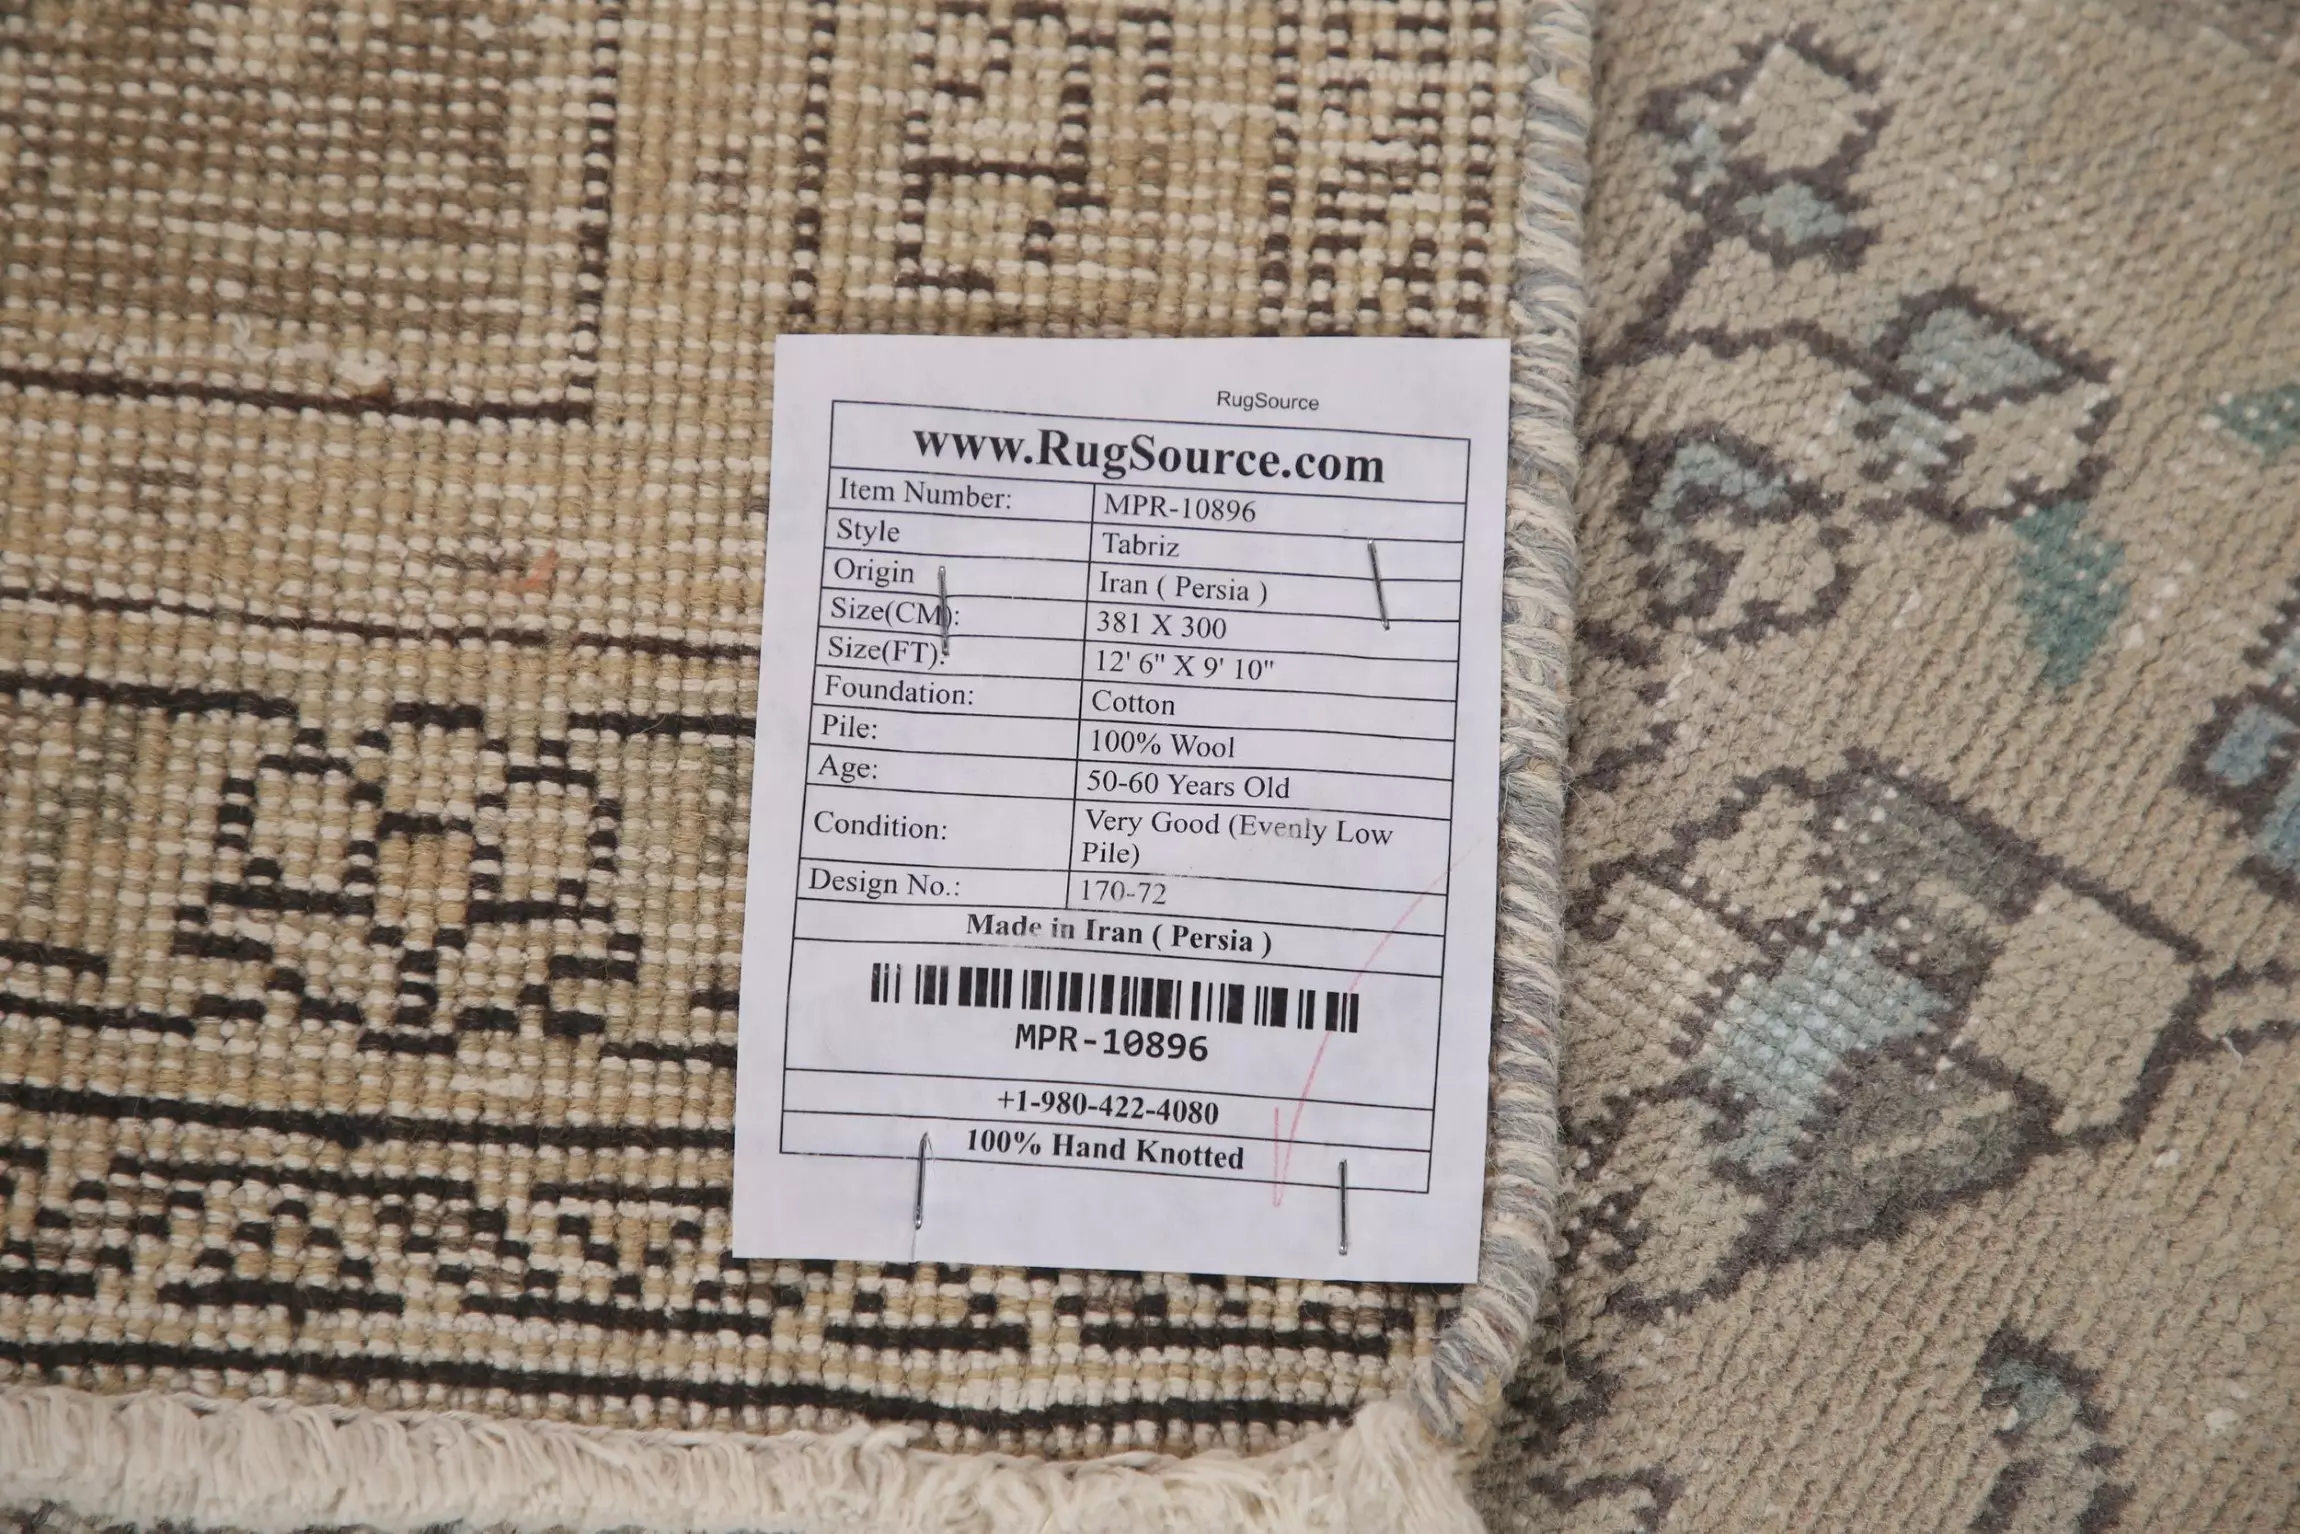 RugSource
www.RugSource.com
Item Number: MPR-10896
Style Tabriz
Origin Iran ( Persia )
Size(CM): 381 X 300
Size(FT): 12' 6" X 9' 10"
Foundation: Cotton
Pile: 100% Wool
Age: 50-60 Years Old
Condition: Very Good (Evenly Low
Pile)
Design No.: 170-72
Made in Iran ( Persia )
MPR-10896
+1-980-422-4080
100% Hand Knotted